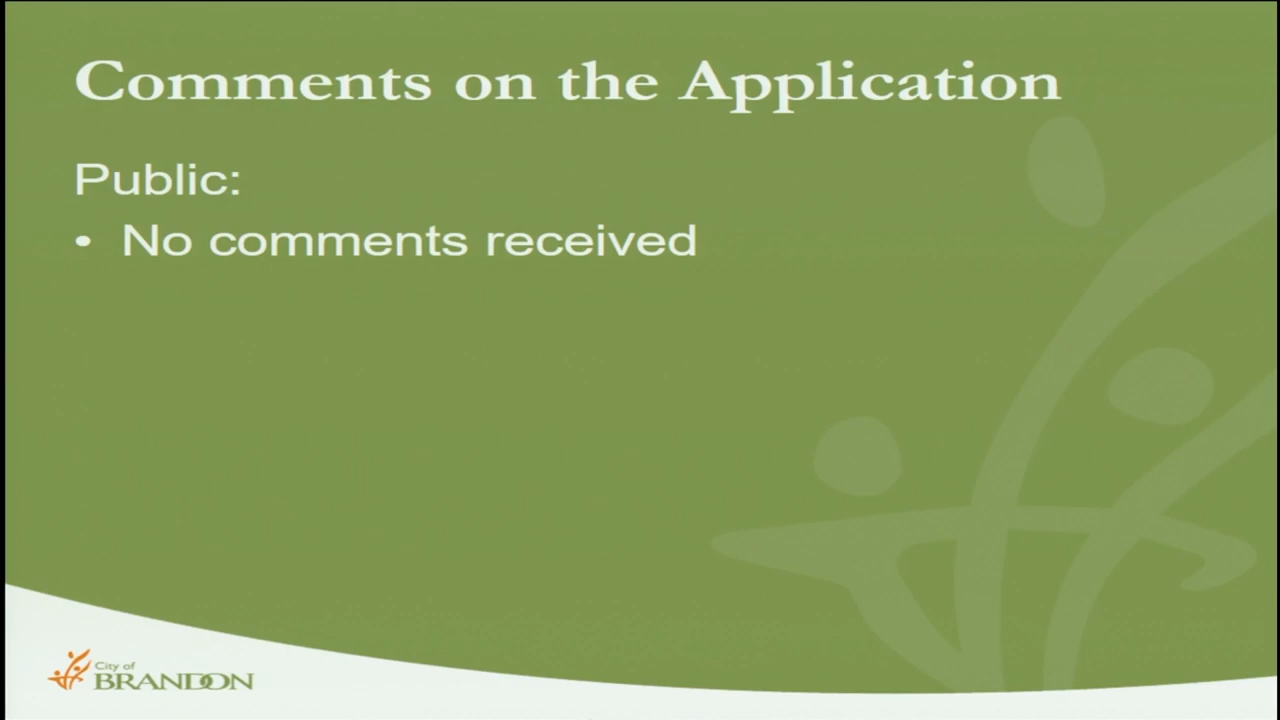 Comments on the Application
Public:
• No comments received
City of
BRANDON